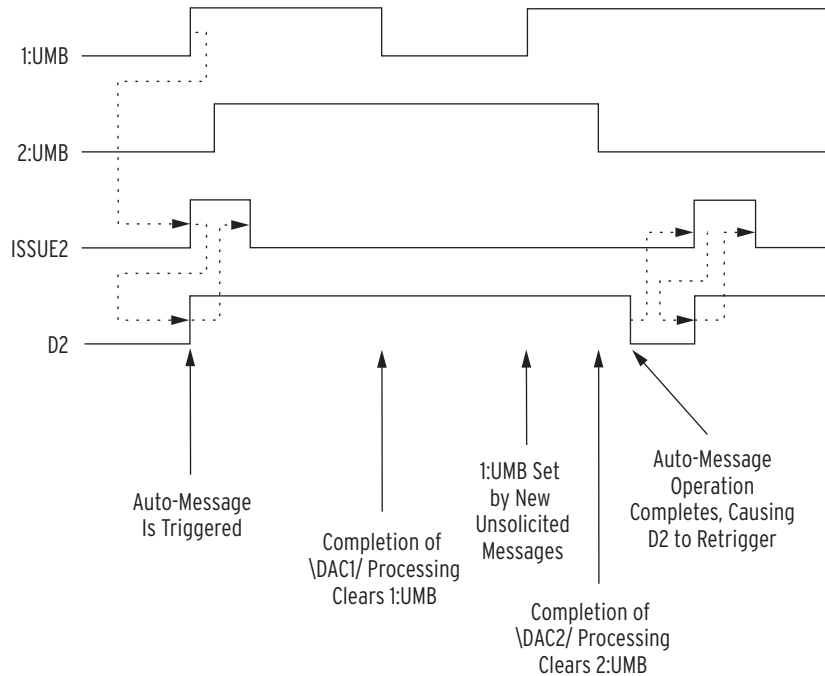 1:UMB
2:UMB
ISSUE2
D2
Auto-Message
Is Triggered
Completion of
\DAC1/ Processing
Clears 1:UMB
1:UMB Set
by New
Unsolicited
Messages
Completion of
\DAC2/ Processing
Clears 2:UMB
Auto-Message
Operation
Completes, Causing
D2 to Retrigger